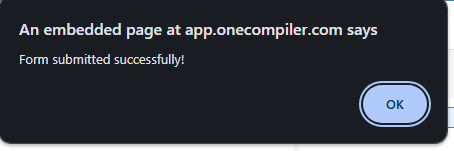 An embedded page at app.onecompiler.com says
Form submitted successfully!
OK